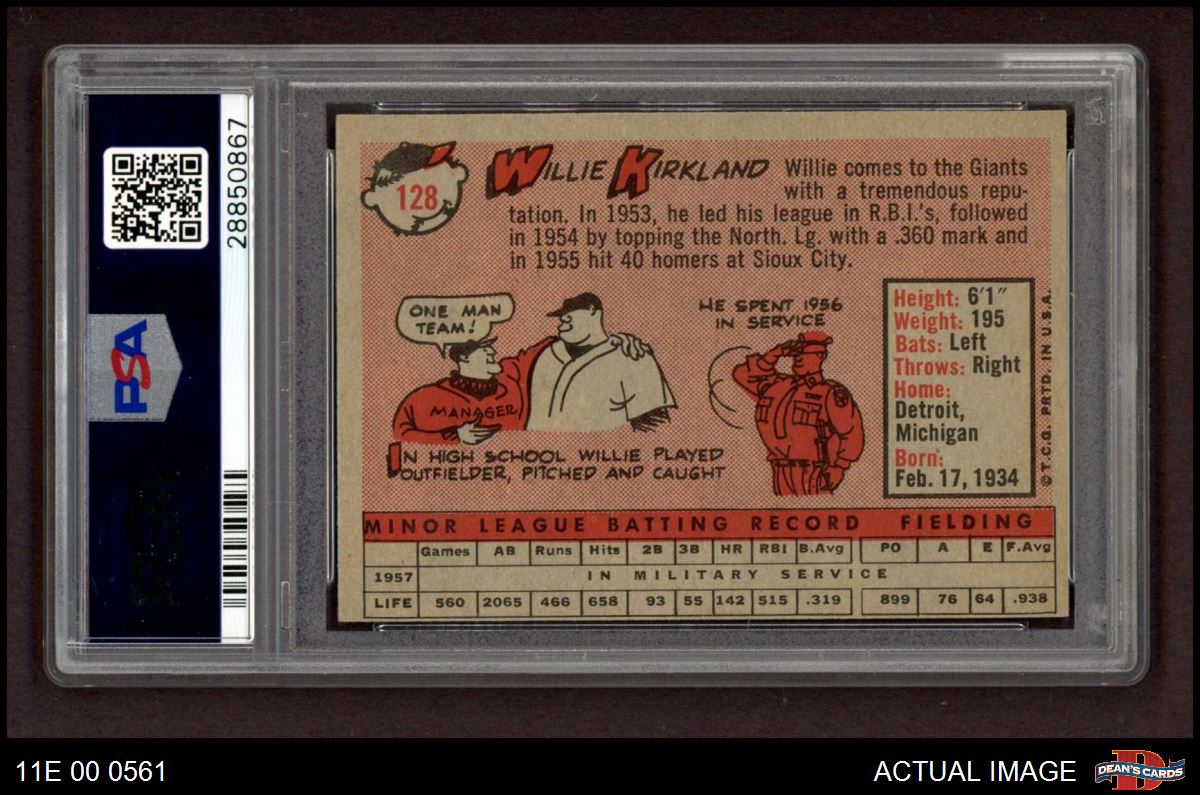 PSA
28850867
128
WILLIE KIRKLAND
Willie comes to the Giants
with a tremendous repu-
tation. In 1953, he led his league in R.B.I.'s, followed
in 1954 by topping the North. Lg. with a .360 mark and
in 1955 hit 40 homers at Sioux City.
ONE MAN
TEAM!
MANAGER
IN HIGH SCHOOL WILLIE PLAYED
OUTFIELDER, PITCHED AND CAUGHT
HE SPENT 1956
IN SERVICE
Height: 6'1"
Weight: 195
Bats: Left
Throws: Right
Home:
Detroit,
Michigan
Born:
Feb. 17, 1934
©T.C.G. PRTD. IN U.S.A.
MINOR LEAGUE BATTING RECORD FIELDING
Games AB Runs Hits 2B 3B HR RBI B.Avg PO A E F.Avg
1957 IN MILITARY SERVICE
LIFE 560 2065 466 658 93 55 142 515 .319 899 76 64 .938
11E 00 0561
ACTUAL IMAGE
DEAN'S CARDS